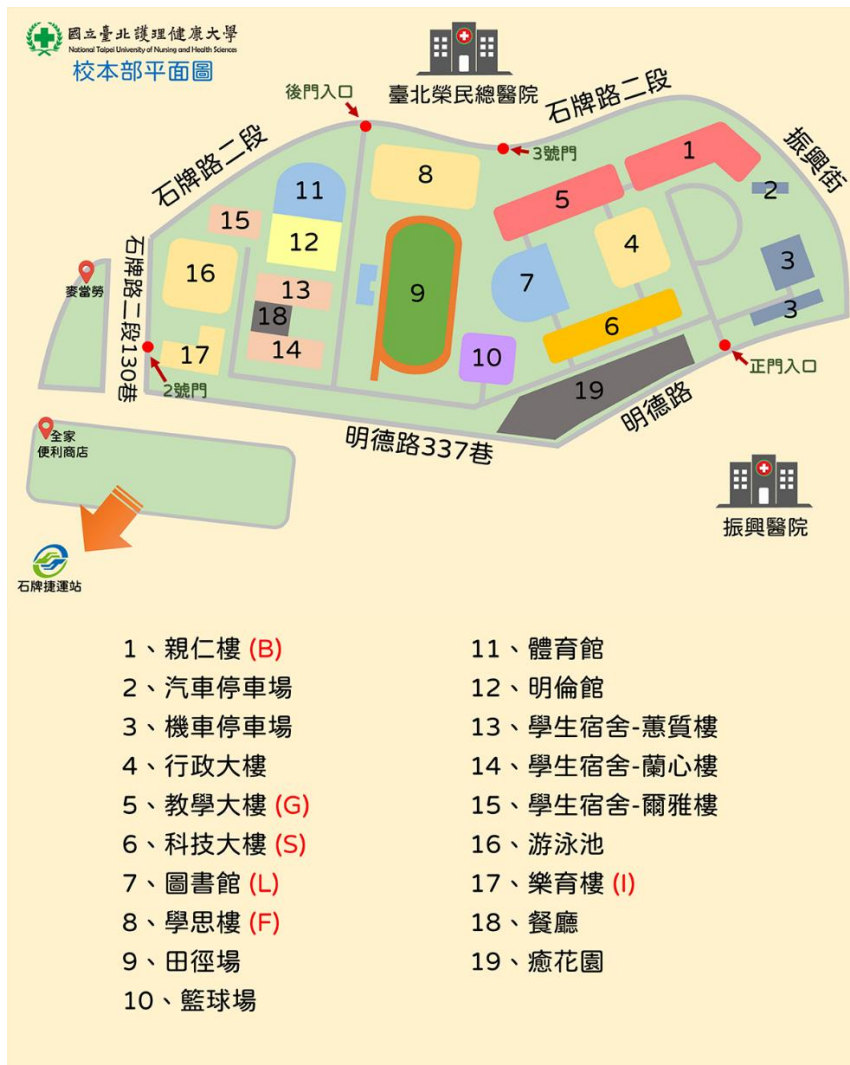 國立臺北護理健康大學
National Taipei University of Nursing and Health Sciences
校本部平面圖
臺北榮民總醫院
後門入口
石牌路二段
石牌路二段
3號門
振興街
1
2
3
3
4
5
6
7
8
9
10
11
12
13
14
15
16
17
18
19
石牌路二段130巷
麥當勞
2號門
正門入口
明德路
明德路337巷
全家
便利商店
振興醫院
石牌捷運站
1、親仁樓 (B)
2、汽車停車場
3、機車停車場
4、行政大樓
5、教學大樓 (G)
6、科技大樓 (S)
7、圖書館 (L)
8、學思樓 (F)
9、田徑場
10、籃球場
11、體育館
12、明倫館
13、學生宿舍-蕙質樓
14、學生宿舍-蘭心樓
15、學生宿舍-爾雅樓
16、游泳池
17、樂育樓 (I)
18、餐廳
19、癒花園